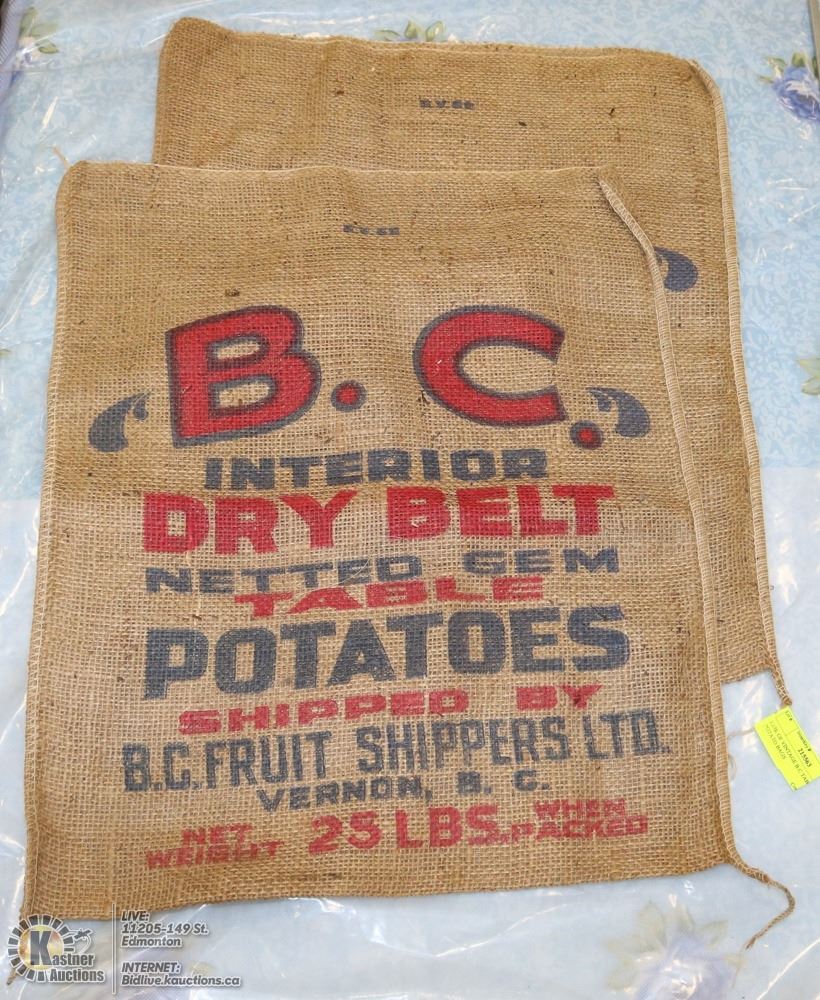 B. C.
INTERIOR
DRY BELT
NETTED GEM
TABLE
POTATOES
SHIPPED BY
B.C. FRUIT SHIPPERS LTD.
VERNON, B. C.
NET WEIGHT 25 LBS. WHEN PACKED
215563
Kastner
Auctions
LIVE:
11205-149 St.
Edmonton
INTERNET:
Bidlive.kauctions.ca